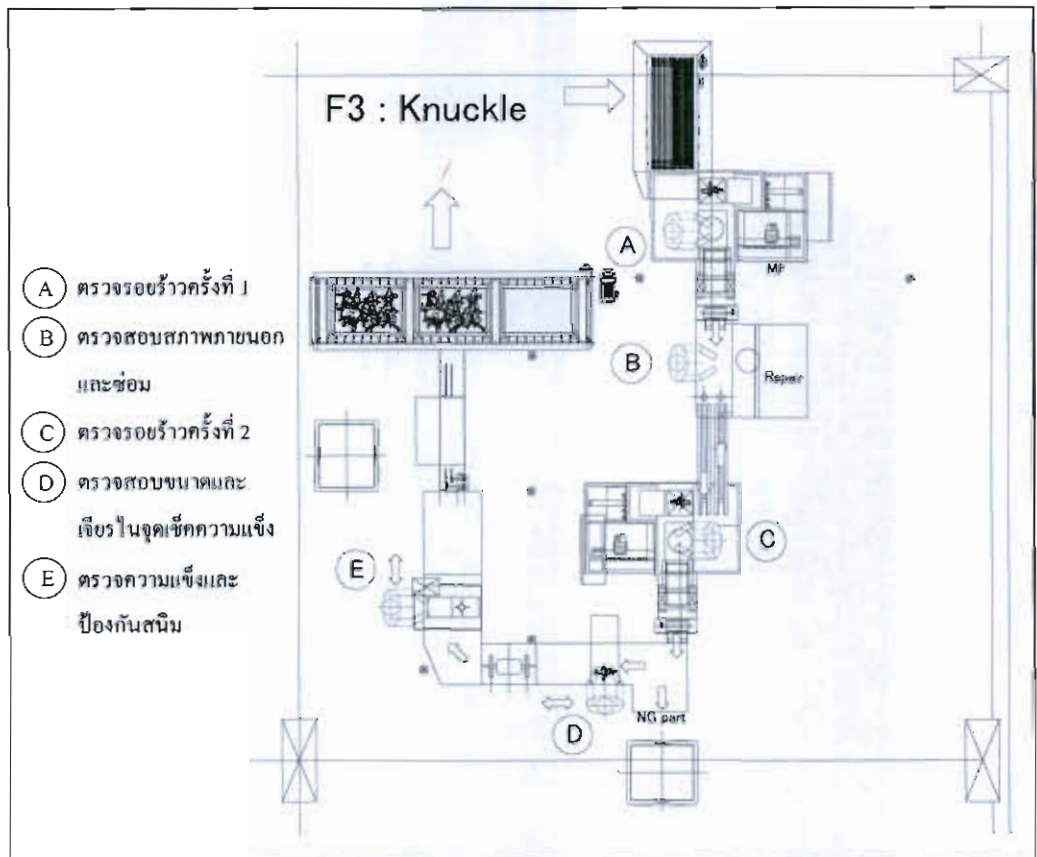 F3 : Knuckle
A ตรวจรอยร้าวครั้งที่ 1
B ตรวจสอบสภาพภายนอก
และซ่อม
C ตรวจรอยร้าวครั้งที่ 2
D ตรวจสอบขนาดและ
เจียรในจุดเช็คความแข็ง
E ตรวจความแข็งและ
ป้องกันสนิม
A
MP
B
Repair
C
E
D
NG part